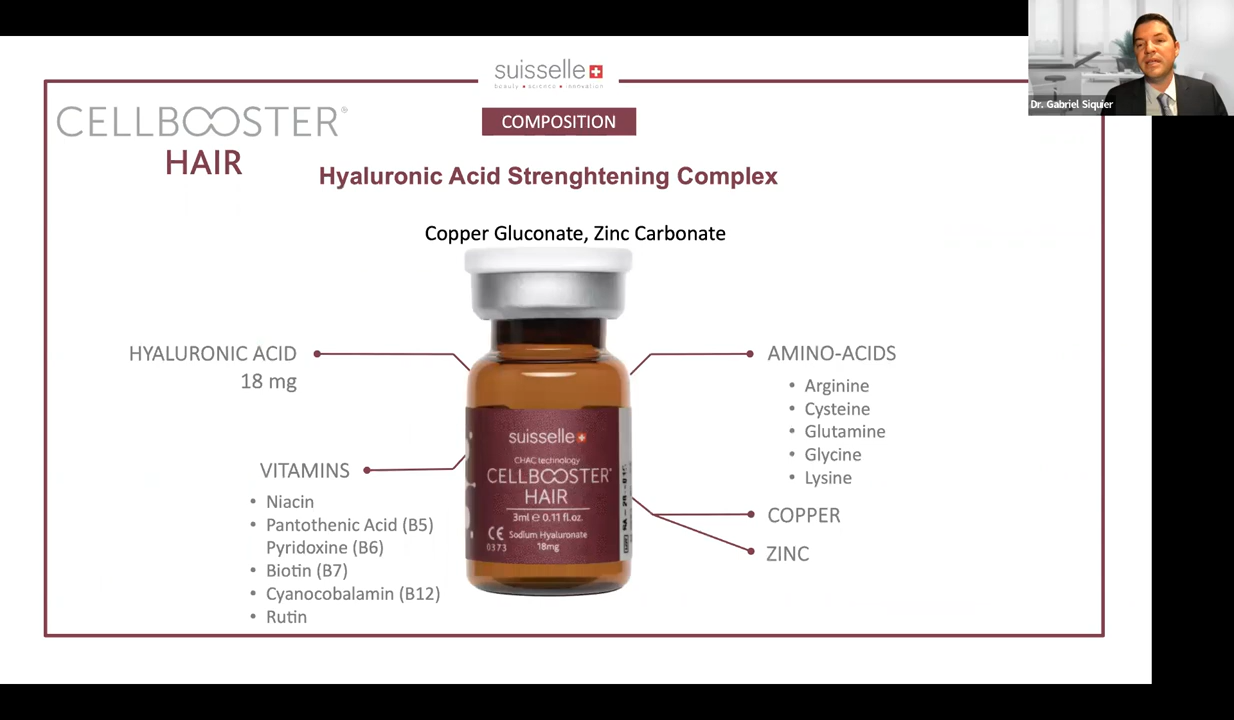 Dr. Gabriel Siquier
suisselle
beauty • science • innovation
CELLBOOSTER®
HAIR
COMPOSITION
Hyaluronic Acid Strenghtening Complex
Copper Gluconate, Zinc Carbonate
HYALURONIC ACID
18 mg
VITAMINS
• Niacin
• Pantothenic Acid (B5)
Pyridoxine (B6)
• Biotin (B7)
• Cyanocobalamin (B12)
• Rutin
suisselle
CHAC technology
CELLBOOSTER®
HAIR
3ml e 0.11 fl.oz.
CE Sodium Hyaluronate
0373 18mg
AMINO-ACIDS
• Arginine
• Cysteine
• Glutamine
• Glycine
• Lysine
COPPER
ZINC